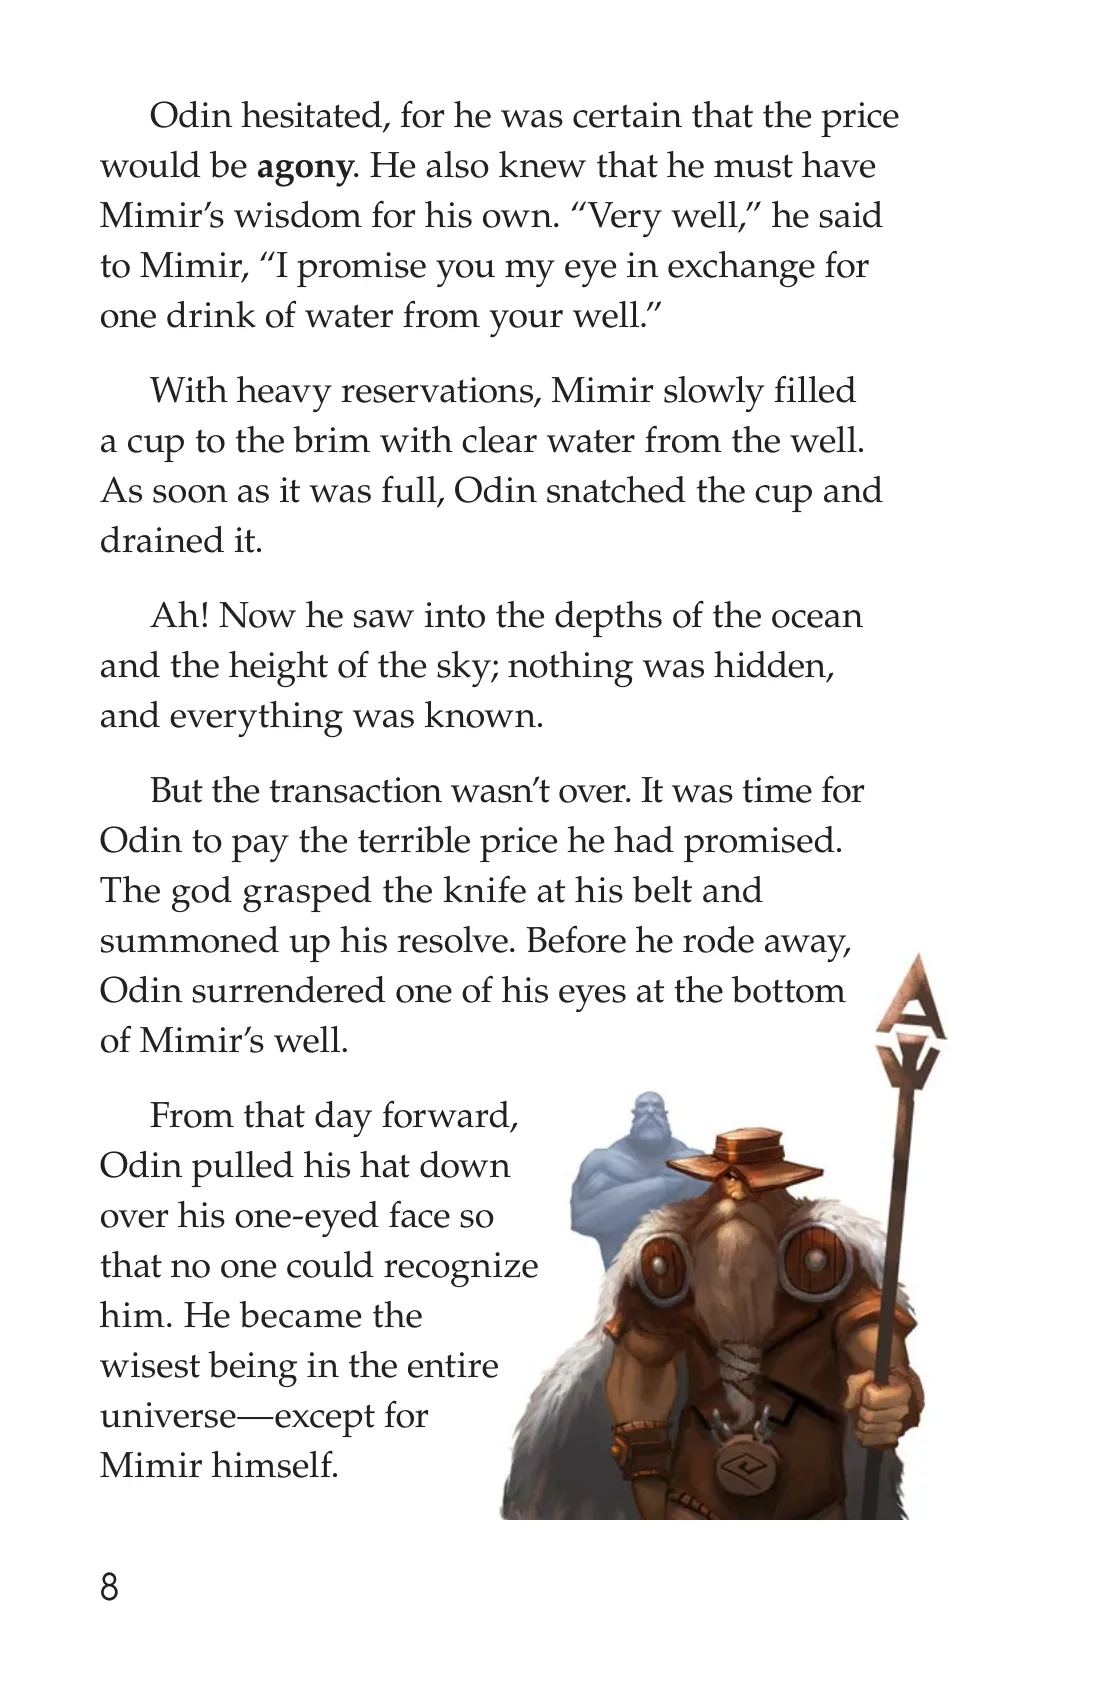 Odin hesitated, for he was certain that the price
would be agony. He also knew that he must have
Mimir’s wisdom for his own. “Very well,” he said
to Mimir, “I promise you my eye in exchange for
one drink of water from your well.”
With heavy reservations, Mimir slowly filled
a cup to the brim with clear water from the well.
As soon as it was full, Odin snatched the cup and
drained it.
Ah! Now he saw into the depths of the ocean
and the height of the sky; nothing was hidden,
and everything was known.
But the transaction wasn’t over. It was time for
Odin to pay the terrible price he had promised.
The god grasped the knife at his belt and
summoned up his resolve. Before he rode away,
Odin surrendered one of his eyes at the bottom
of Mimir’s well.
From that day forward,
Odin pulled his hat down
over his one-eyed face so
that no one could recognize
him. He became the
wisest being in the entire
universe—except for
Mimir himself.
8